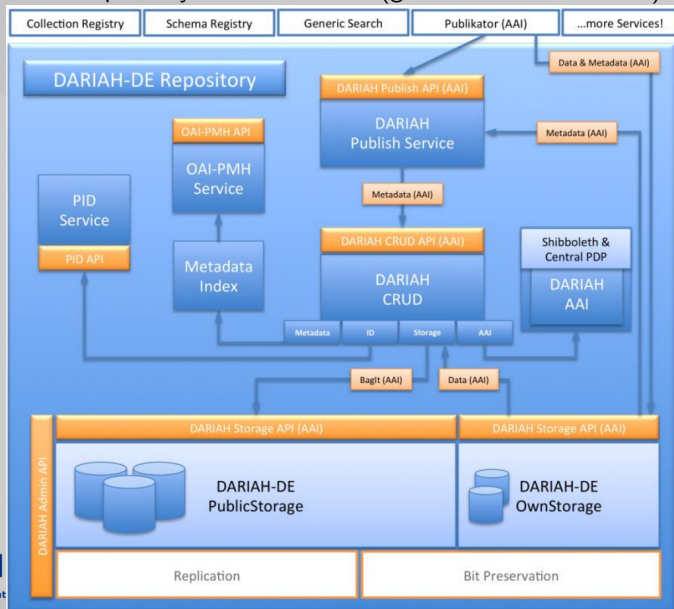 Collection Registry
Schema Registry
Generic Search
Publikator (AAI)
...more Services!
DARIAH-DE Repository
Data & Metadata (AAI)
DARIAH Publish API (AAI)
DARIAH
Publish Service
Metadata (AAI)
OAI-PMH API
OAI-PMH
Service
PID
Service
PID API
Metadata (AAI)
DARIAH CRUD API (AAI)
DARIAH
CRUD
Metadata
Index
Shibboleth &
Central PDP
DARIAH
AAI
Metadata
ID
Storage
AAI
BagIt (AAI)
Data (AAI)
DARIAH Admin API
DARIAH Storage API (AAI)
DARIAH Storage API (AAI)
DARIAH-DE
PublicStorage
DARIAH-DE
OwnStorage
Replication
Bit Preservation